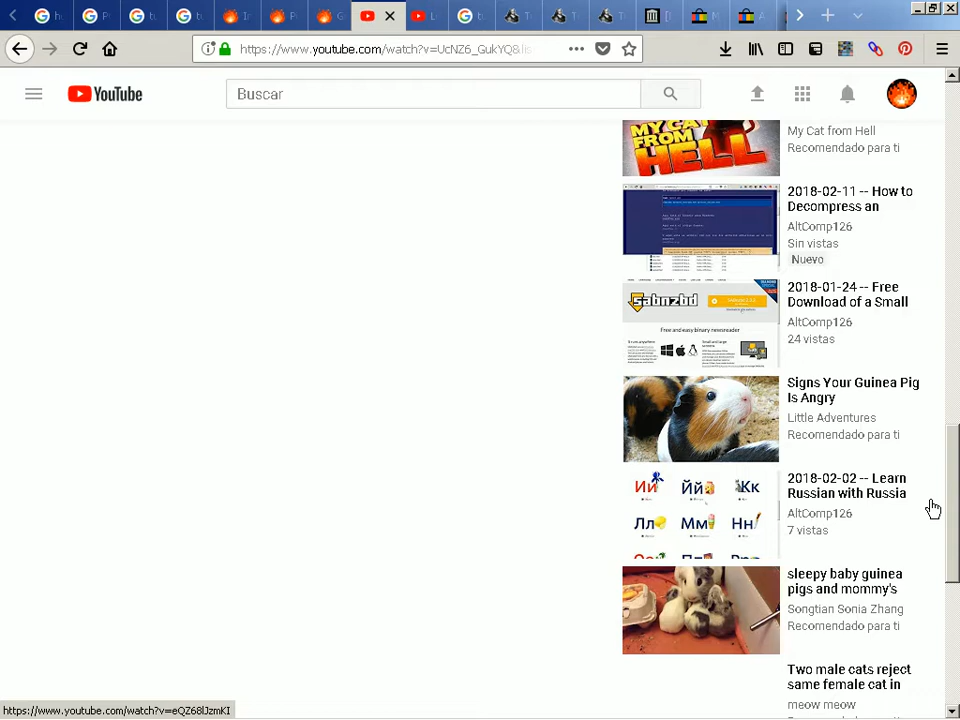 h
P
t
t
In
P
G
L
t
T
T
T
[
M
A
https://www.youtube.com/watch?v=UcNZ6_GukYQ&lis
YouTube
Buscar
MY CAT
FROM
HELL
My Cat from Hell
Recomendado para ti
2018-02-11 -- How to
Decompress an
AltComp126
Sin vistas
Nuevo
sabnzbd
Free and easy binary newsreader
2018-01-24 -- Free
Download of a Small
AltComp126
24 vistas
Signs Your Guinea Pig
Is Angry
Little Adventures
Recomendado para ti
Ии Йй Кк
Лл Мм Нн
2018-02-02 -- Learn
Russian with Russia
AltComp126
7 vistas
sleepy baby guinea
pigs and mommy's
Songtian Sonia Zhang
Recomendado para ti
Two male cats reject
same female cat in
meow meow
https://www.youtube.com/watch?v=eQZ68lJzmKI